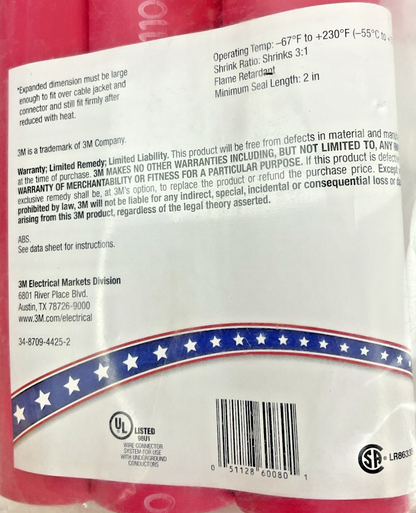 Operating Temp: –67°F to +230°F (–55°C to
Shrink Ratio: Shrinks 3:1
Flame Retardant
Minimum Seal Length: 2 in
*Expanded dimension must be large
enough to fit over cable jacket and
connector and still fit firmly after
reduced with heat.
3M is a trademark of 3M Company.
Warranty; Limited Remedy; Limited Liability. This product will be free from defects in material and
at the time of purchase. 3M MAKES NO OTHER WARRANTIES INCLUDING, BUT NOT LIMITED TO, ANY
WARRANTY OF MERCHANTABILITY OR FITNESS FOR A PARTICULAR PURPOSE. If this product is
exclusive remedy shall be, at 3M's option, to replace the product or refund the purchase price. Except
prohibited by law, 3M will not be liable for any indirect, special, incidental or consequential loss or
arising from this 3M product, regardless of the legal theory asserted.
ABS.
See data sheet for instructions.
3M Electrical Markets Division
6801 River Place Blvd.
Austin, TX 78726-9000
www.3M.com/electrical
34-8709-4425-2
UL LISTED
98U1
WIRE CONNECTOR
SYSTEM FOR USE
WITH UNDERGROUND
CONDUCTORS
0 51128 60080 1
SA ® LR8633